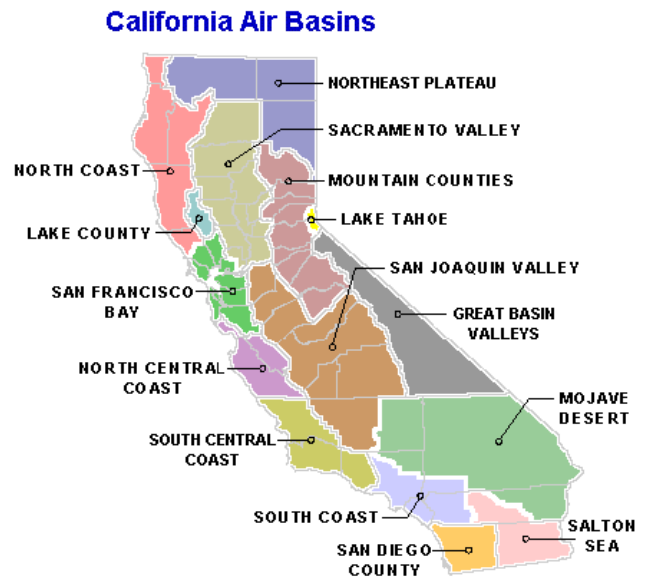 California Air Basins
NORTHEAST PLATEAU
SACRAMENTO VALLEY
NORTH COAST
MOUNTAIN COUNTIES
LAKE TAHOE
LAKE COUNTY
SAN JOAQUIN VALLEY
SAN FRANCISCO
BAY
GREAT BASIN
VALLEYS
NORTH CENTRAL
COAST
MOJAVE
DESERT
SOUTH CENTRAL
COAST
SOUTH COAST
SALTON
SEA
SAN DIEGO
COUNTY